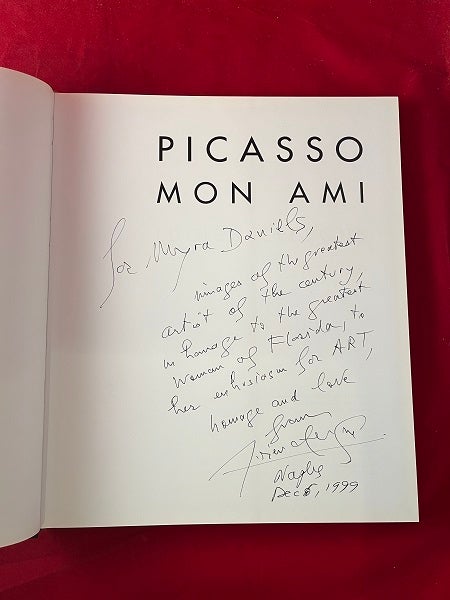 PICASSO
MON AMI
for Myra Daniels,
images of the greatest
artist of the century,
in homage to the greatest
woman of Florida, to
her enthusiasm for ART,
homage and love
from
Naples
Dec 5, 1999